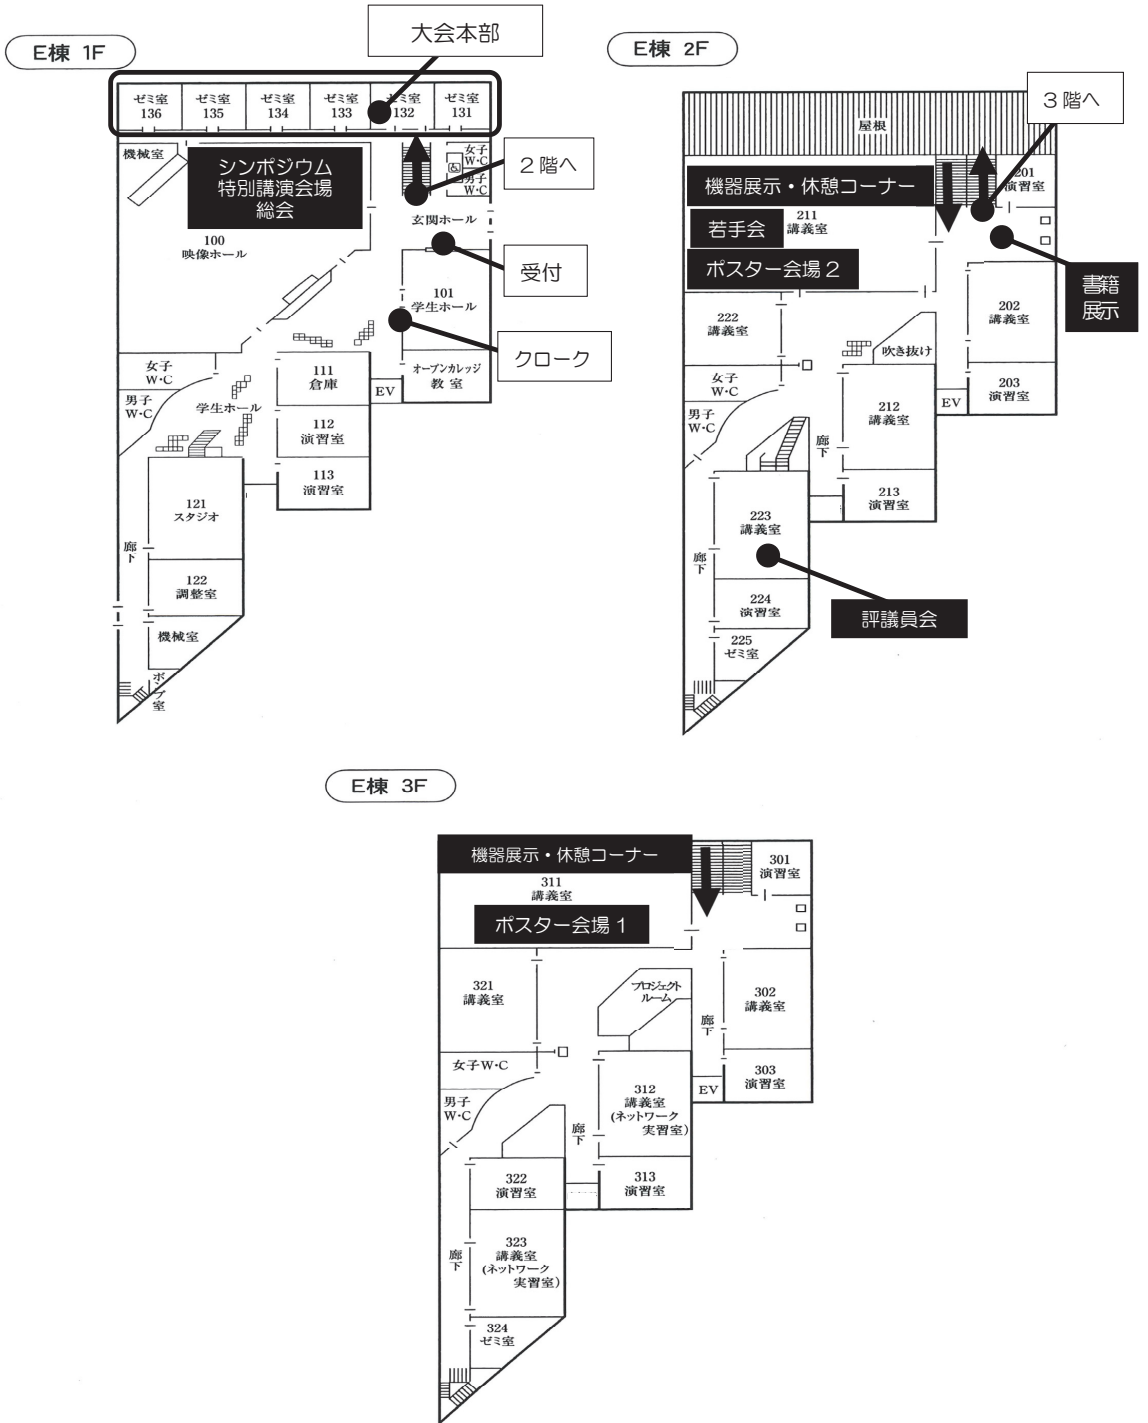 大会本部
E棟 1F
ゼミ室
136
ゼミ室
135
ゼミ室
134
ゼミ室
133
ゼミ室
132
ゼミ室
131
機械室
シンポジウム
特別講演会場
総会
女子
W·C
男子
W·C
2階へ
玄関ホール
100
映像ホール
受付
101
学生ホール
クローク
女子
W·C
111
倉庫
オープンカレッジ
教室
EV
男子
W·C
学生ホール
112
演習室
113
演習室
121
スタジオ
廊下
122
調整室
機械室
ポンプ室
E棟 2F
3階へ
屋根
機器展示・休憩コーナー
201
演習室
若手会
211
講義室
ポスター会場2
書籍
展示
222
講義室
202
講義室
吹き抜け
女子
W·C
203
演習室
EV
男子
W·C
212
講義室
廊下
213
演習室
223
講義室
廊下
224
演習室
評議員会
225
ゼミ室
E棟 3F
機器展示・休憩コーナー
301
演習室
311
講義室
ポスター会場1
321
講義室
プロジェクト
ルーム
302
講義室
廊下
女子W·C
303
演習室
EV
男子
W·C
312
講義室
(ネットワーク
実習室)
廊下
322
演習室
313
演習室
323
講義室
(ネットワーク
実習室)
廊下
324
ゼミ室